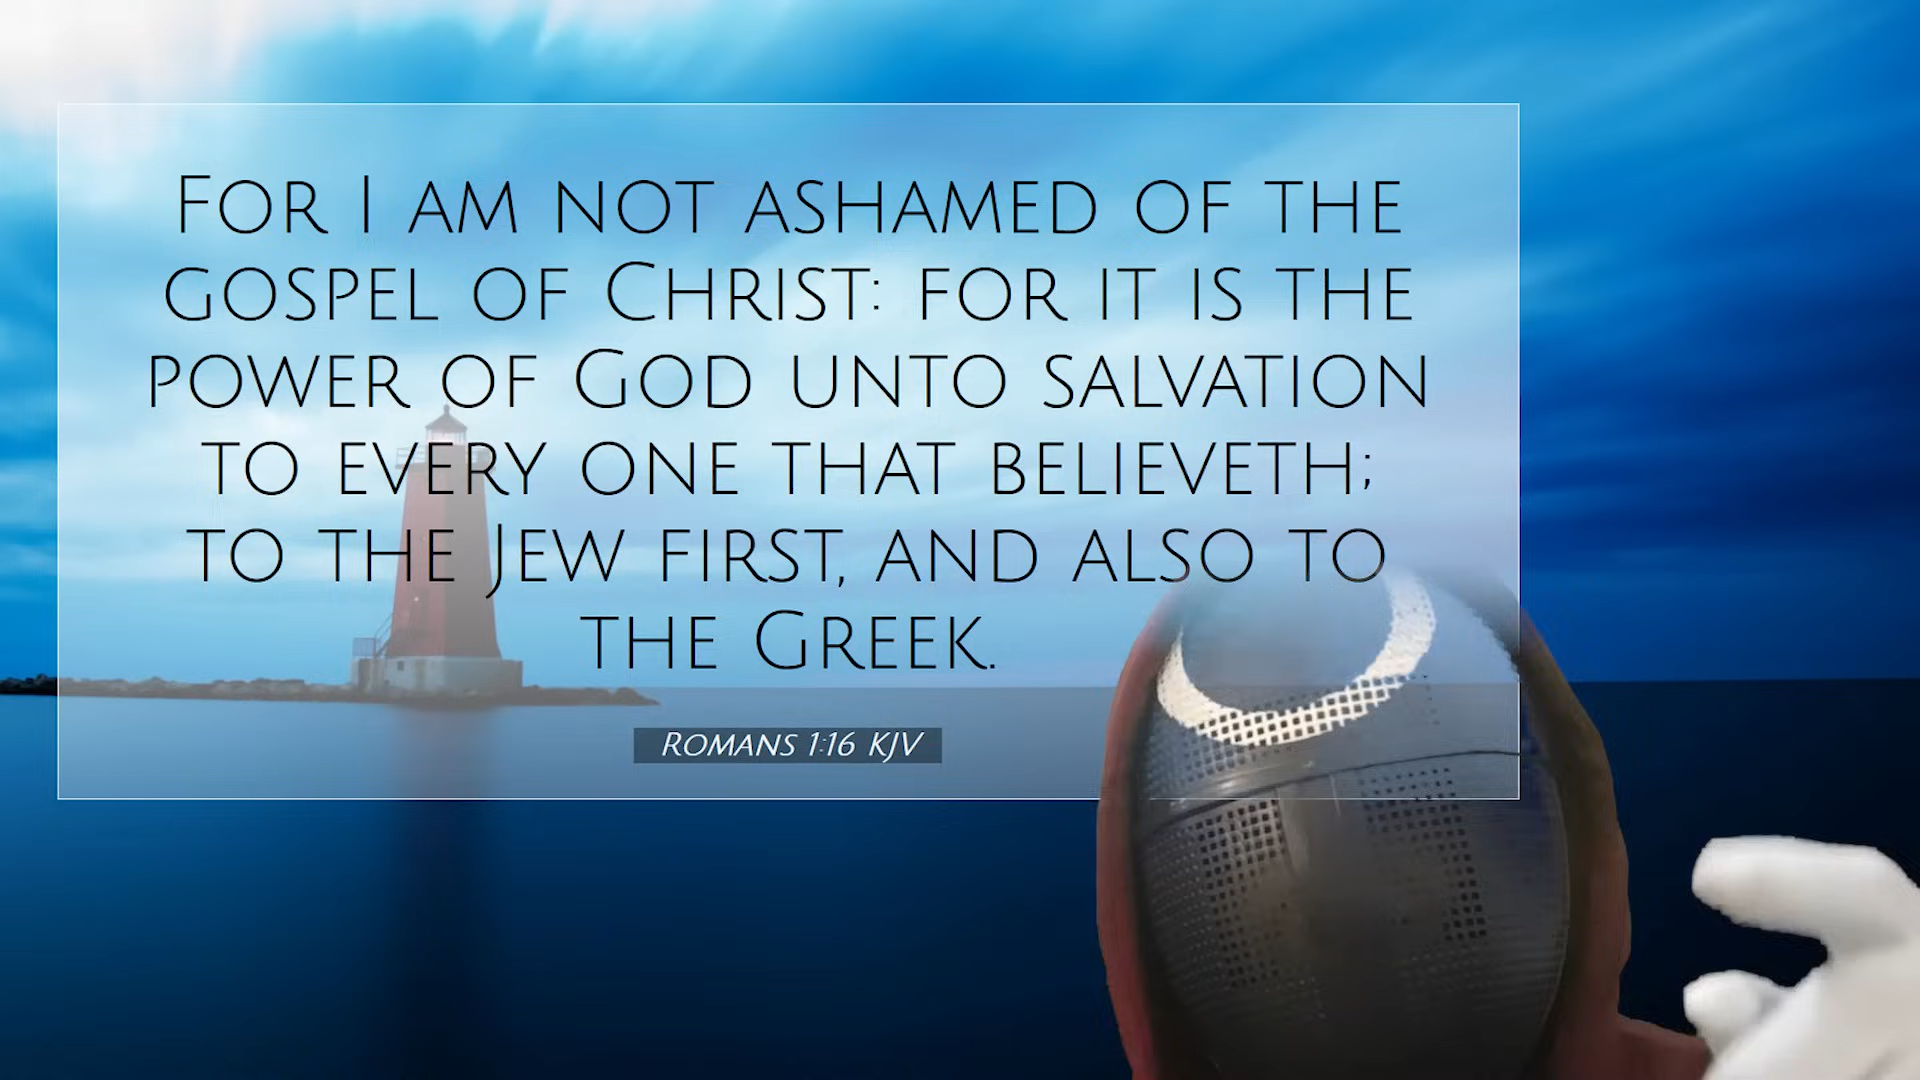 For I am not ashamed of the
gospel of Christ: for it is the
power of God unto salvation
to every one that believeth;
to the Jew first, and also to
the Greek.
Romans 1:16 KJV